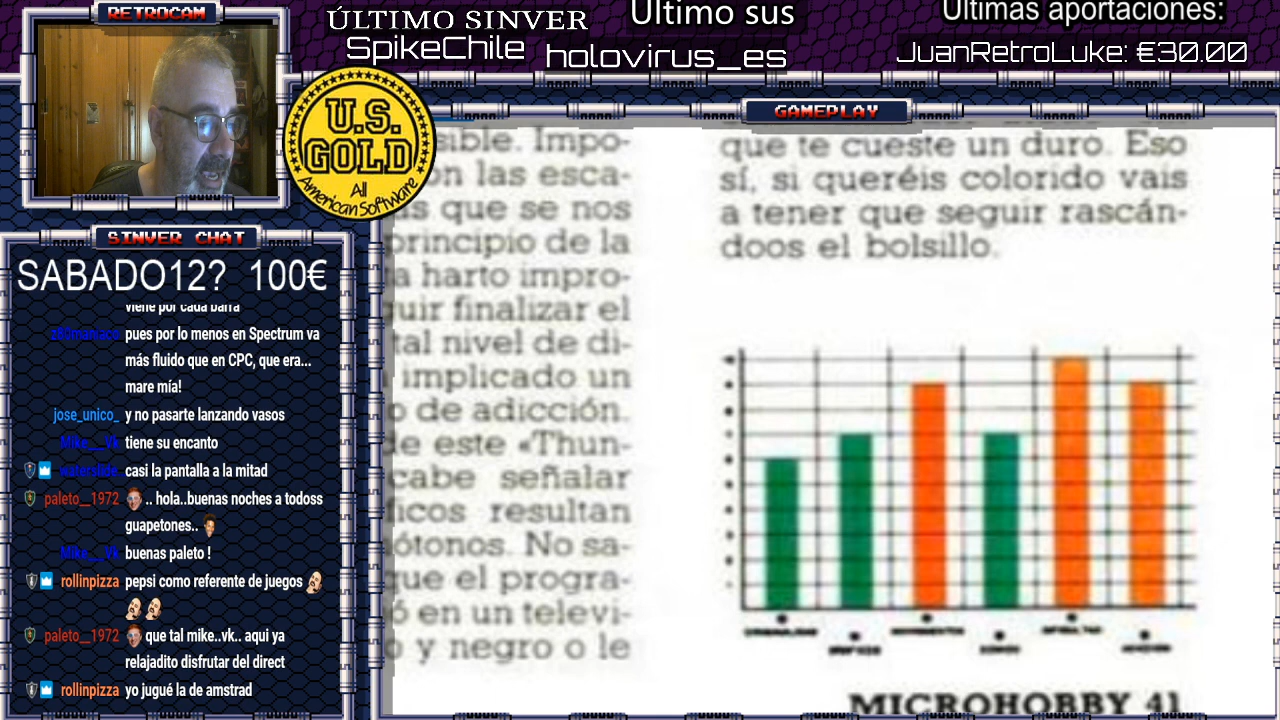 RETROCAM
ÚLTIMO SINVER
SpikeChile
Último sus
holovirus_es
Últimas aportaciones:
JuanRetroLuke: €30.00
U.S.
GOLD
All
American Software
GAMEPLAY
SINVER CHAT
SABADO12? 100€
viene por cada barra
z80maniaco pues por lo menos en Spectrum va
más fluido que en CPC, que era...
mare mía!
jose_unico_ y no pasarte lanzando vasos
Mike__Vk tiene su encanto
waterslide casi la pantalla a la mitad
paleto_1972 .. hola..buenas noches a todoss
guapetones..
Mike__Vk buenas paleto !
rollinpizza pepsi como referente de juegos
paleto_1972 que tal mike..vk.. aqui ya
relajadito disfrutar del direct
rollinpizza yo jugué la de amstrad
sible. Impo-
on las esca-
as que se nos
principio de la
a harto impro-
uir finalizar el
tal nivel de di-
implicado un
o de adicción.
de este «Thun-
cabe señalar
ficos resultan
ótonos. No sa-
que el progra-
ó en un televi-
o y negro o le
que te cueste un duro. Eso
sí, si queréis colorido vais
a tener que seguir rascán-
doos el bolsillo.
MICROHOBBY 41